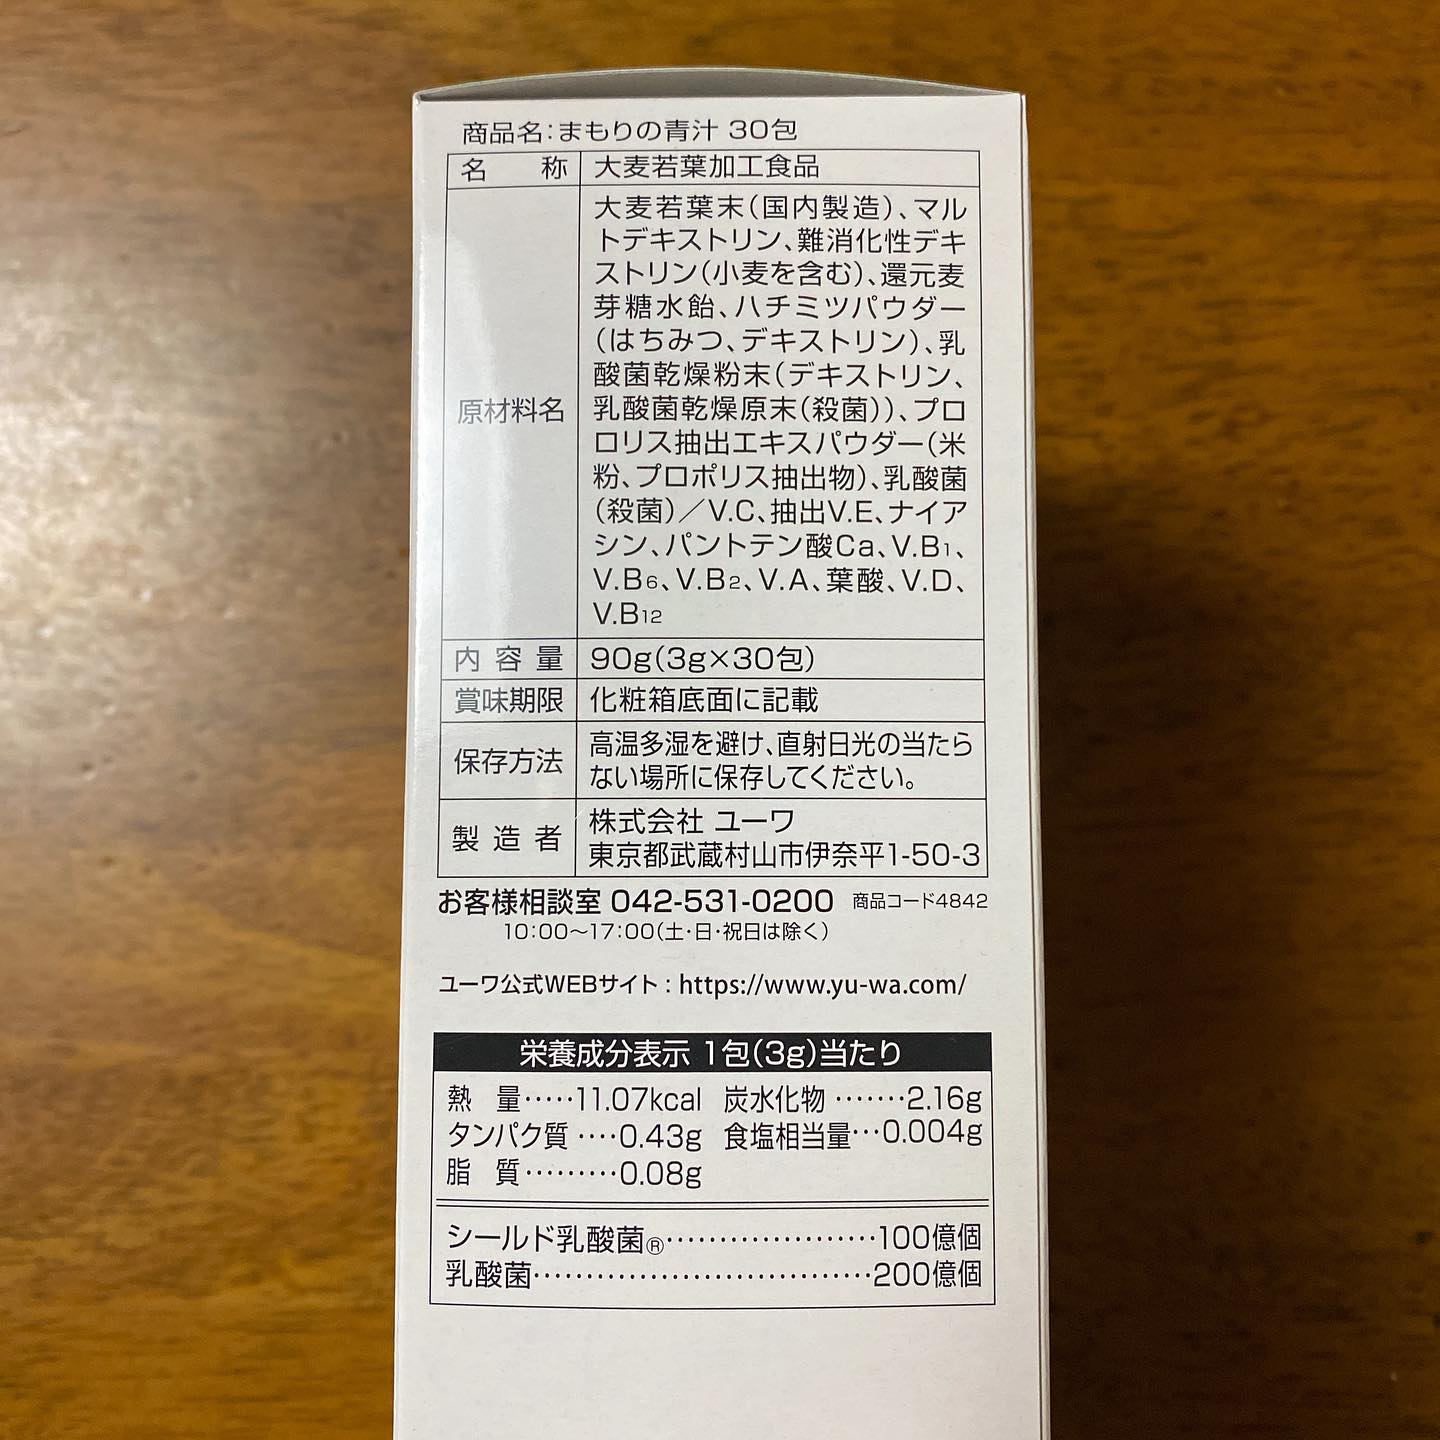 商品名:まもりの青汁 30包
名 称 大麦若葉加工食品
原材料名
大麦若葉末(国内製造)、マル
トデキストリン、難消化性デキ
ストリン(小麦を含む)、還元麦
芽糖水飴、ハチミツパウダー
(はちみつ、デキストリン)、乳
酸菌乾燥粉末(デキストリン、
乳酸菌乾燥原末(殺菌))、プロ
ロリス抽出エキスパウダー(米
粉、プロポリス抽出物)、乳酸菌
(殺菌)/V.C、抽出V.E、ナイア
シン、パントテン酸Ca、V.B1、
V.B6、V.B2、V.A、葉酸、V.D、
V.B12
内 容 量 90g(3g×30包)
賞味期限 化粧箱底面に記載
保存方法
高温多湿を避け、直射日光の当たら
ない場所に保存してください。
製 造 者
株式会社 ユーワ
東京都武蔵村山市伊奈平1-50-3
お客様相談室 042-531-0200 商品コード4842
10:00〜17:00(土・日・祝日は除く)
ユーワ公式WEBサイト:https://www.yu-wa.com/
栄養成分表示 1包(3g)当たり
熱 量·····11.07kcal 炭水化物·······2.16g
タンパク質····0.43g 食塩相当量···0.004g
脂 質·········0.08g
シールド乳酸菌®····················100億個
乳酸菌································200億個